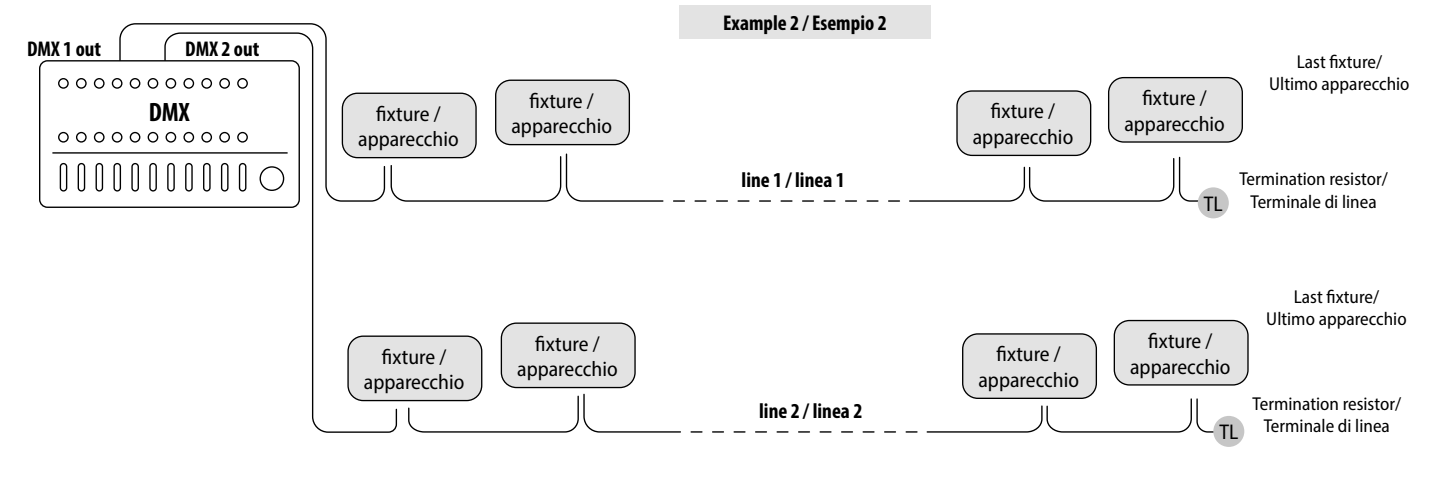 Example 2 / Esempio 2
DMX 1 out
DMX 2 out
DMX
fixture /
apparecchio
fixture /
apparecchio
line 1 / linea 1
fixture /
apparecchio
fixture /
apparecchio
Last fixture/
Ultimo apparecchio
TL
Termination resistor/
Terminale di linea
fixture /
apparecchio
fixture /
apparecchio
line 2 / linea 2
fixture /
apparecchio
fixture /
apparecchio
Last fixture/
Ultimo apparecchio
TL
Termination resistor/
Terminale di linea